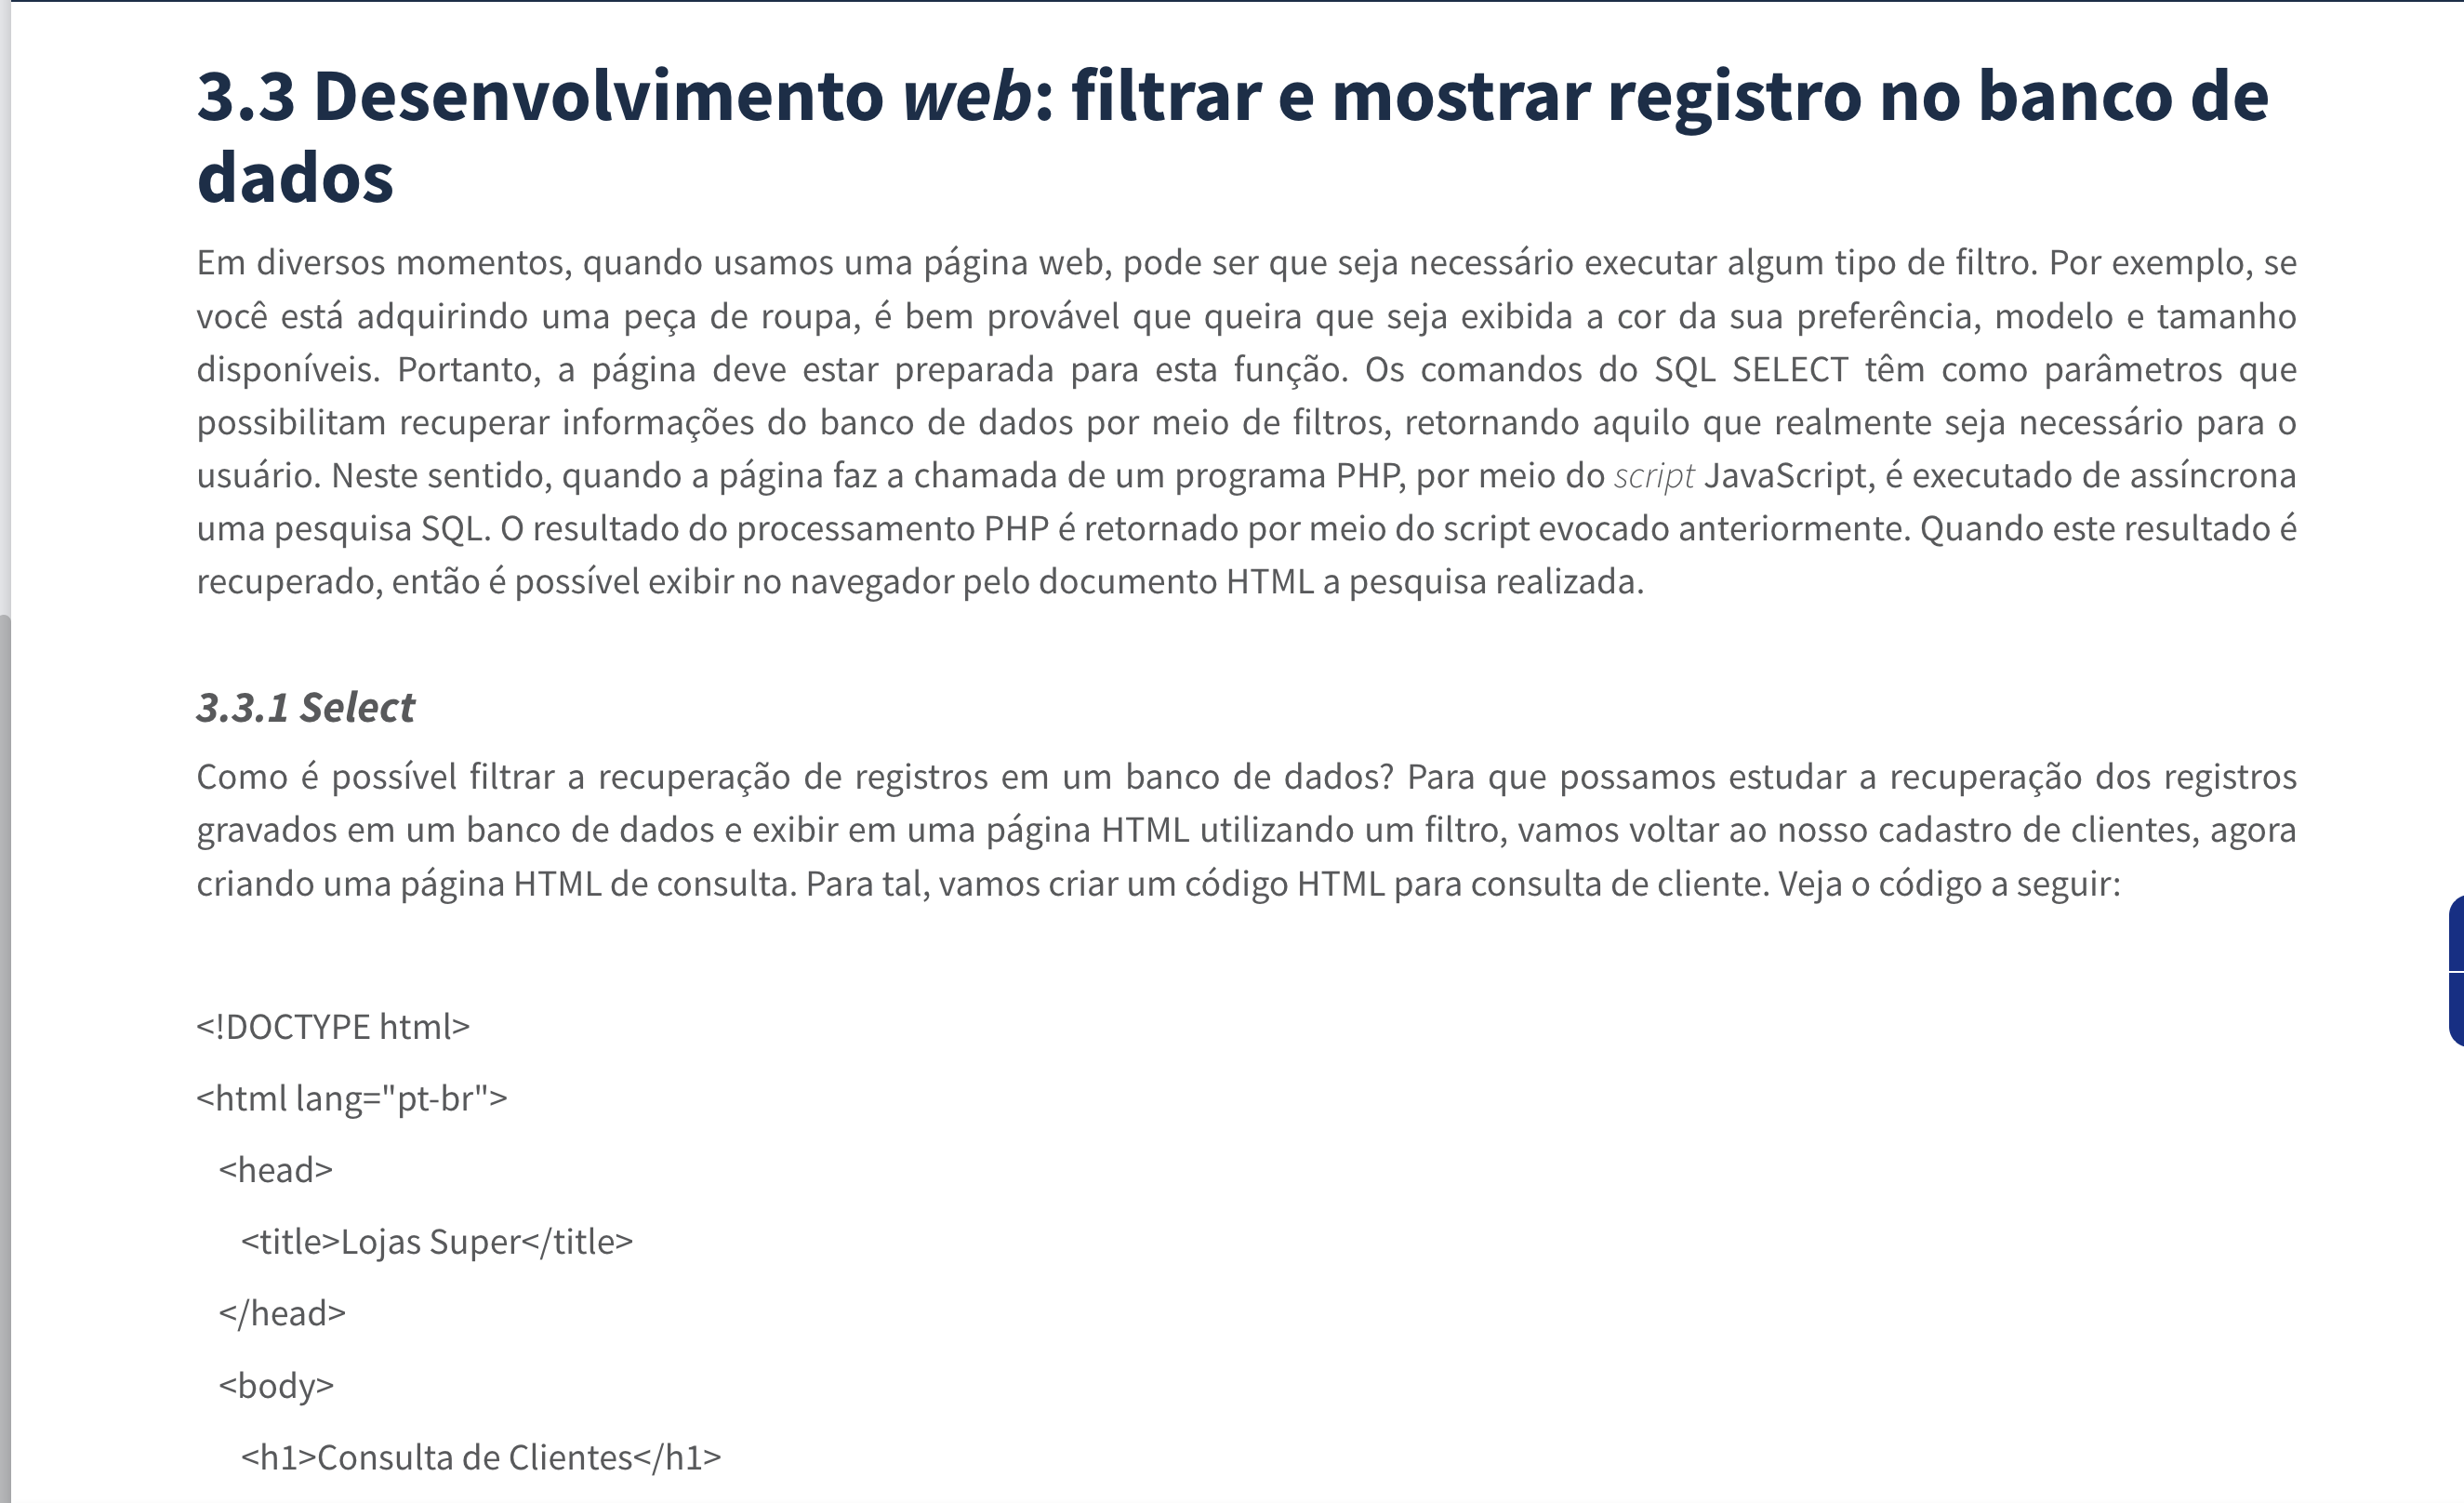 3.3 Desenvolvimento web: filtrar e mostrar registro no banco de
dados
Em diversos momentos, quando usamos uma página web, pode ser que seja necessário executar algum tipo de filtro. Por exemplo, se
você está adquirindo uma peça de roupa, é bem provável que queira que seja exibida a cor da sua preferência, modelo e tamanho
disponíveis. Portanto, a página deve estar preparada para esta função. Os comandos do SQL SELECT têm como parâmetros que
possibilitam recuperar informações do banco de dados por meio de filtros, retornando aquilo que realmente seja necessário para o
usuário. Neste sentido, quando a página faz a chamada de um programa PHP, por meio do script JavaScript, é executado de assíncrona
uma pesquisa SQL. O resultado do processamento PHP é retornado por meio do script evocado anteriormente. Quando este resultado é
recuperado, então é possível exibir no navegador pelo documento HTML a pesquisa realizada.
3.3.1 Select
Como é possível filtrar a recuperação de registros em um banco de dados? Para que possamos estudar a recuperação dos registros
gravados em um banco de dados e exibir em uma página HTML utilizando um filtro, vamos voltar ao nosso cadastro de clientes, agora
criando uma página HTML de consulta. Para tal, vamos criar um código HTML para consulta de cliente. Veja o código a seguir:
<!DOCTYPE html>
<html lang="pt-br">
<head>
<title>Lojas Super</title>
</head>
<body>
<h1>Consulta de Clientes</h1>